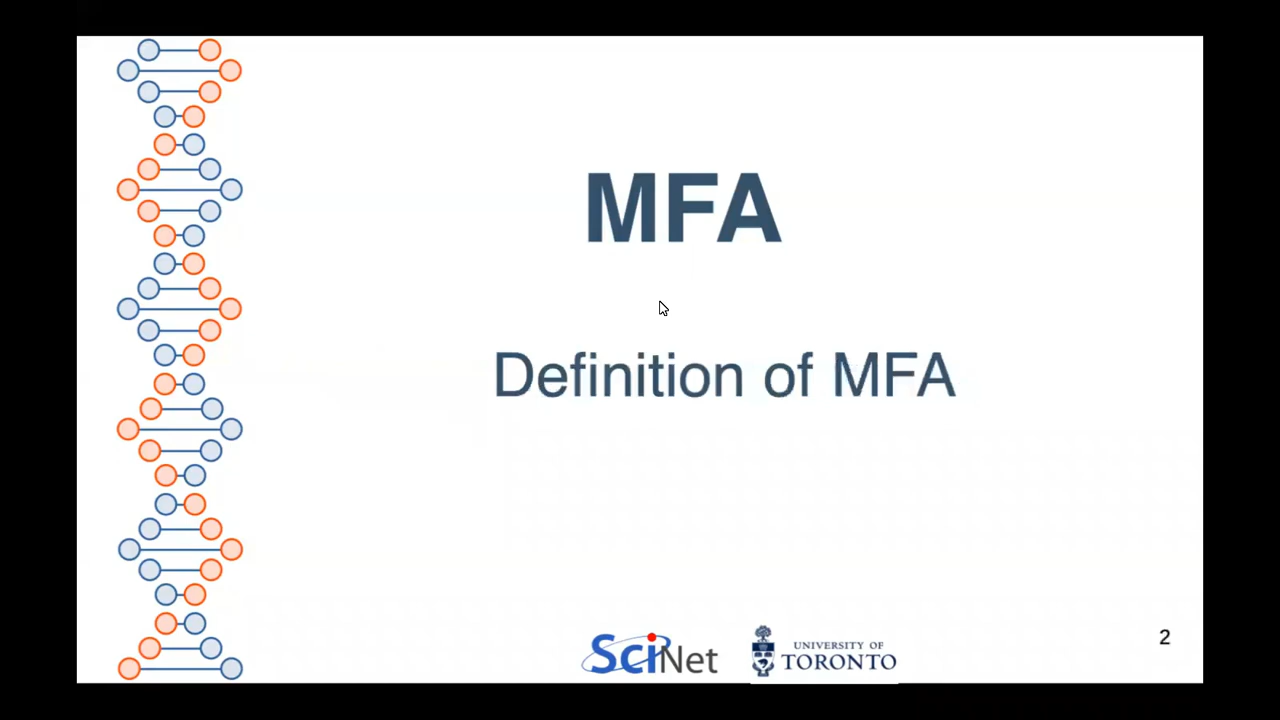 MFA
Definition of MFA
SciNet
UNIVERSITY OF
TORONTO
2